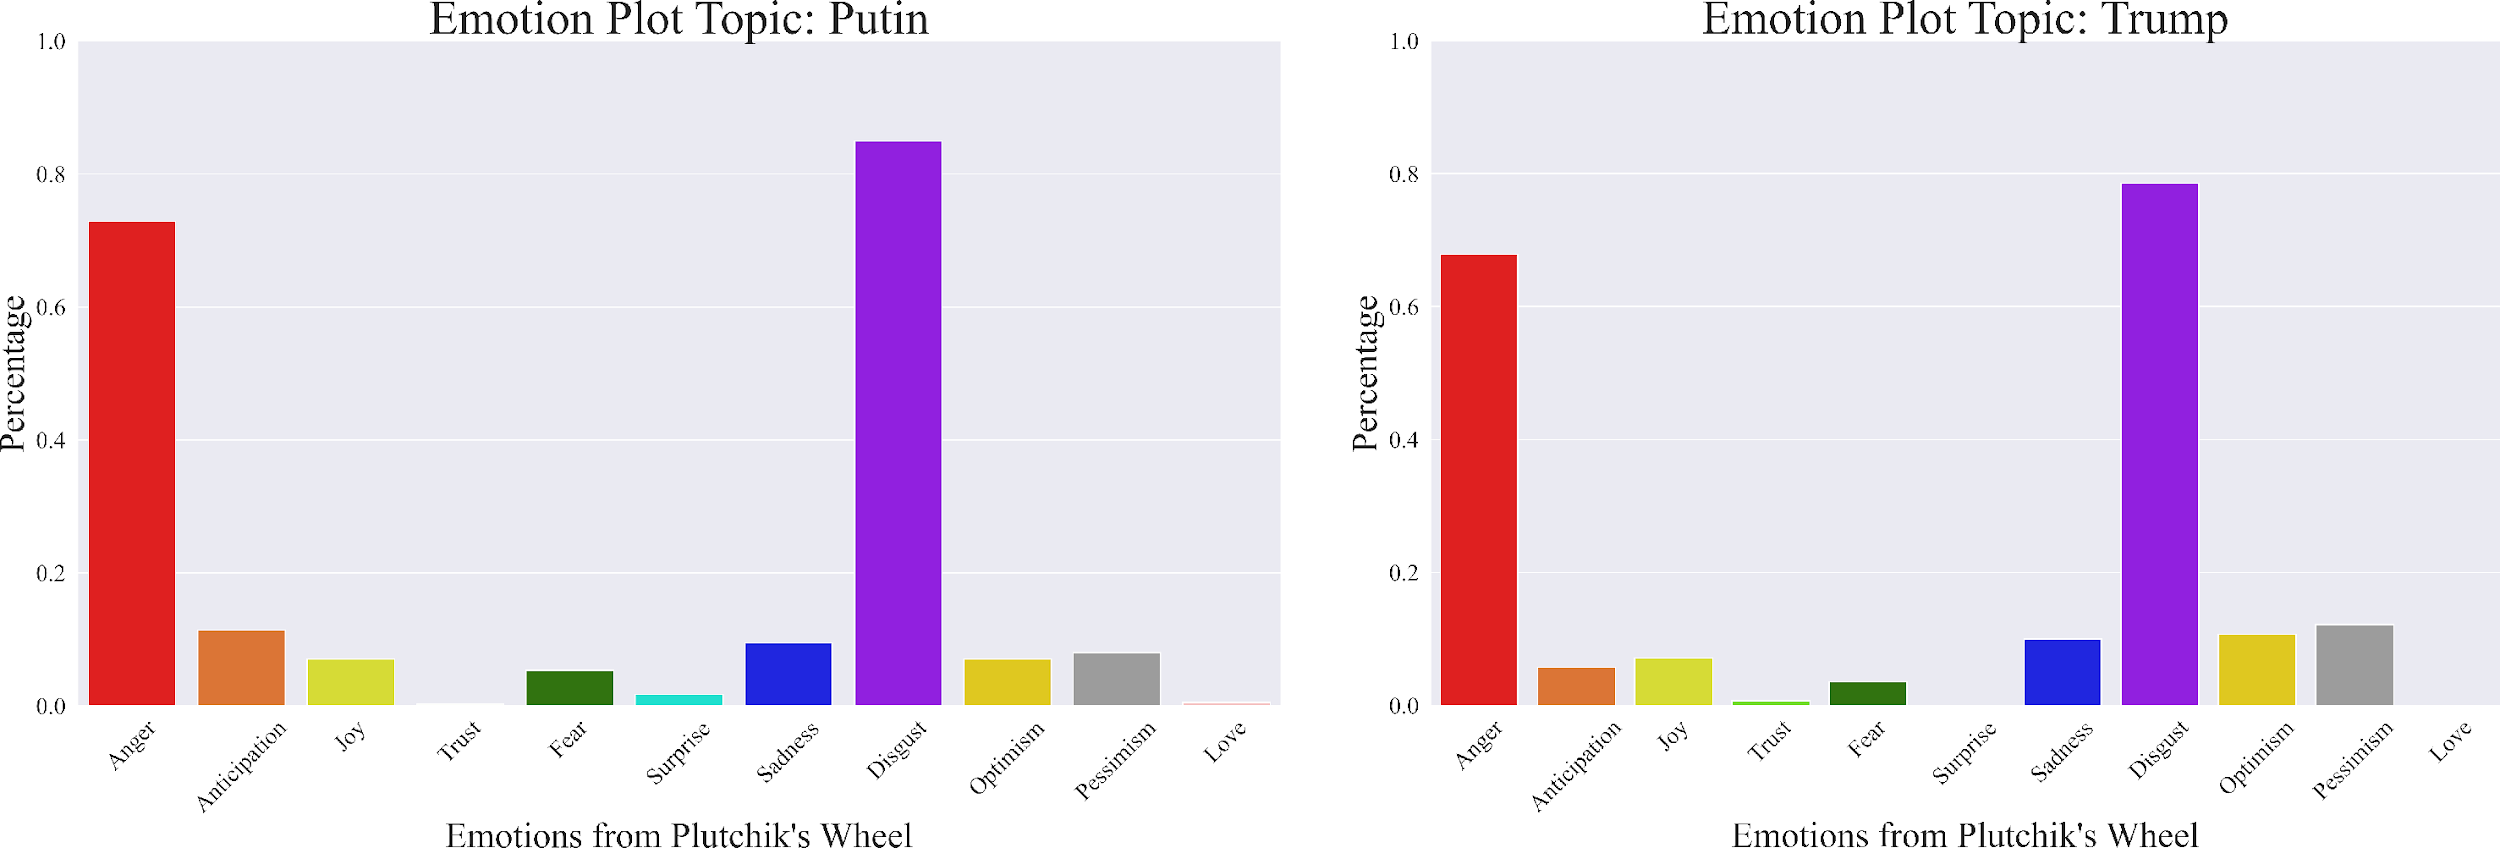 Emotion Plot Topic: Putin
1.0
0.8
0.6
0.4
0.2
0.0
Percentage
Anger
Anticipation
Joy
Trust
Fear
Surprise
Sadness
Disgust
Optimism
Pessimism
Love
Emotions from Plutchik's Wheel
Emotion Plot Topic: Trump
1.0
0.8
0.6
0.4
0.2
0.0
Percentage
Anger
Anticipation
Joy
Trust
Fear
Surprise
Sadness
Disgust
Optimism
Pessimism
Love
Emotions from Plutchik's Wheel